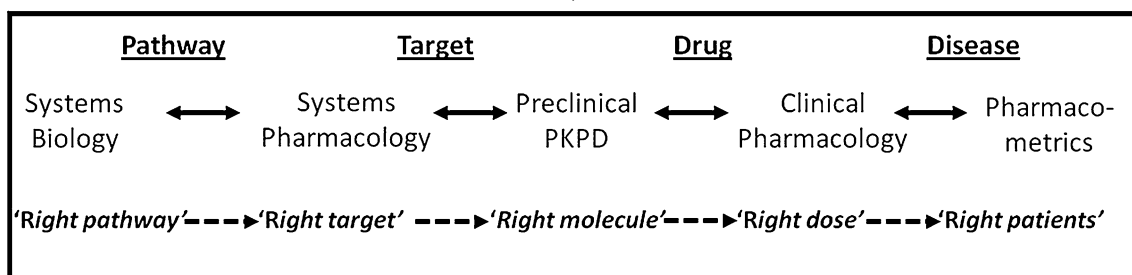 Pathway Target Drug Disease
Systems Systems Preclinical Clinical Pharmaco-
Biology Pharmacology PKPD Pharmacology metrics
‘Right pathway’ ‘Right target’ ‘Right molecule’ ‘Right dose’ ‘Right patients’